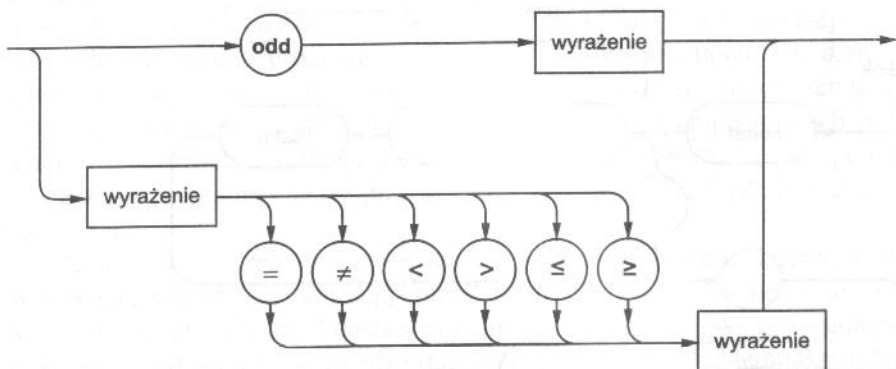 odd wyrażenie
wyrażenie
= ≠ < > ≤ ≥
wyrażenie